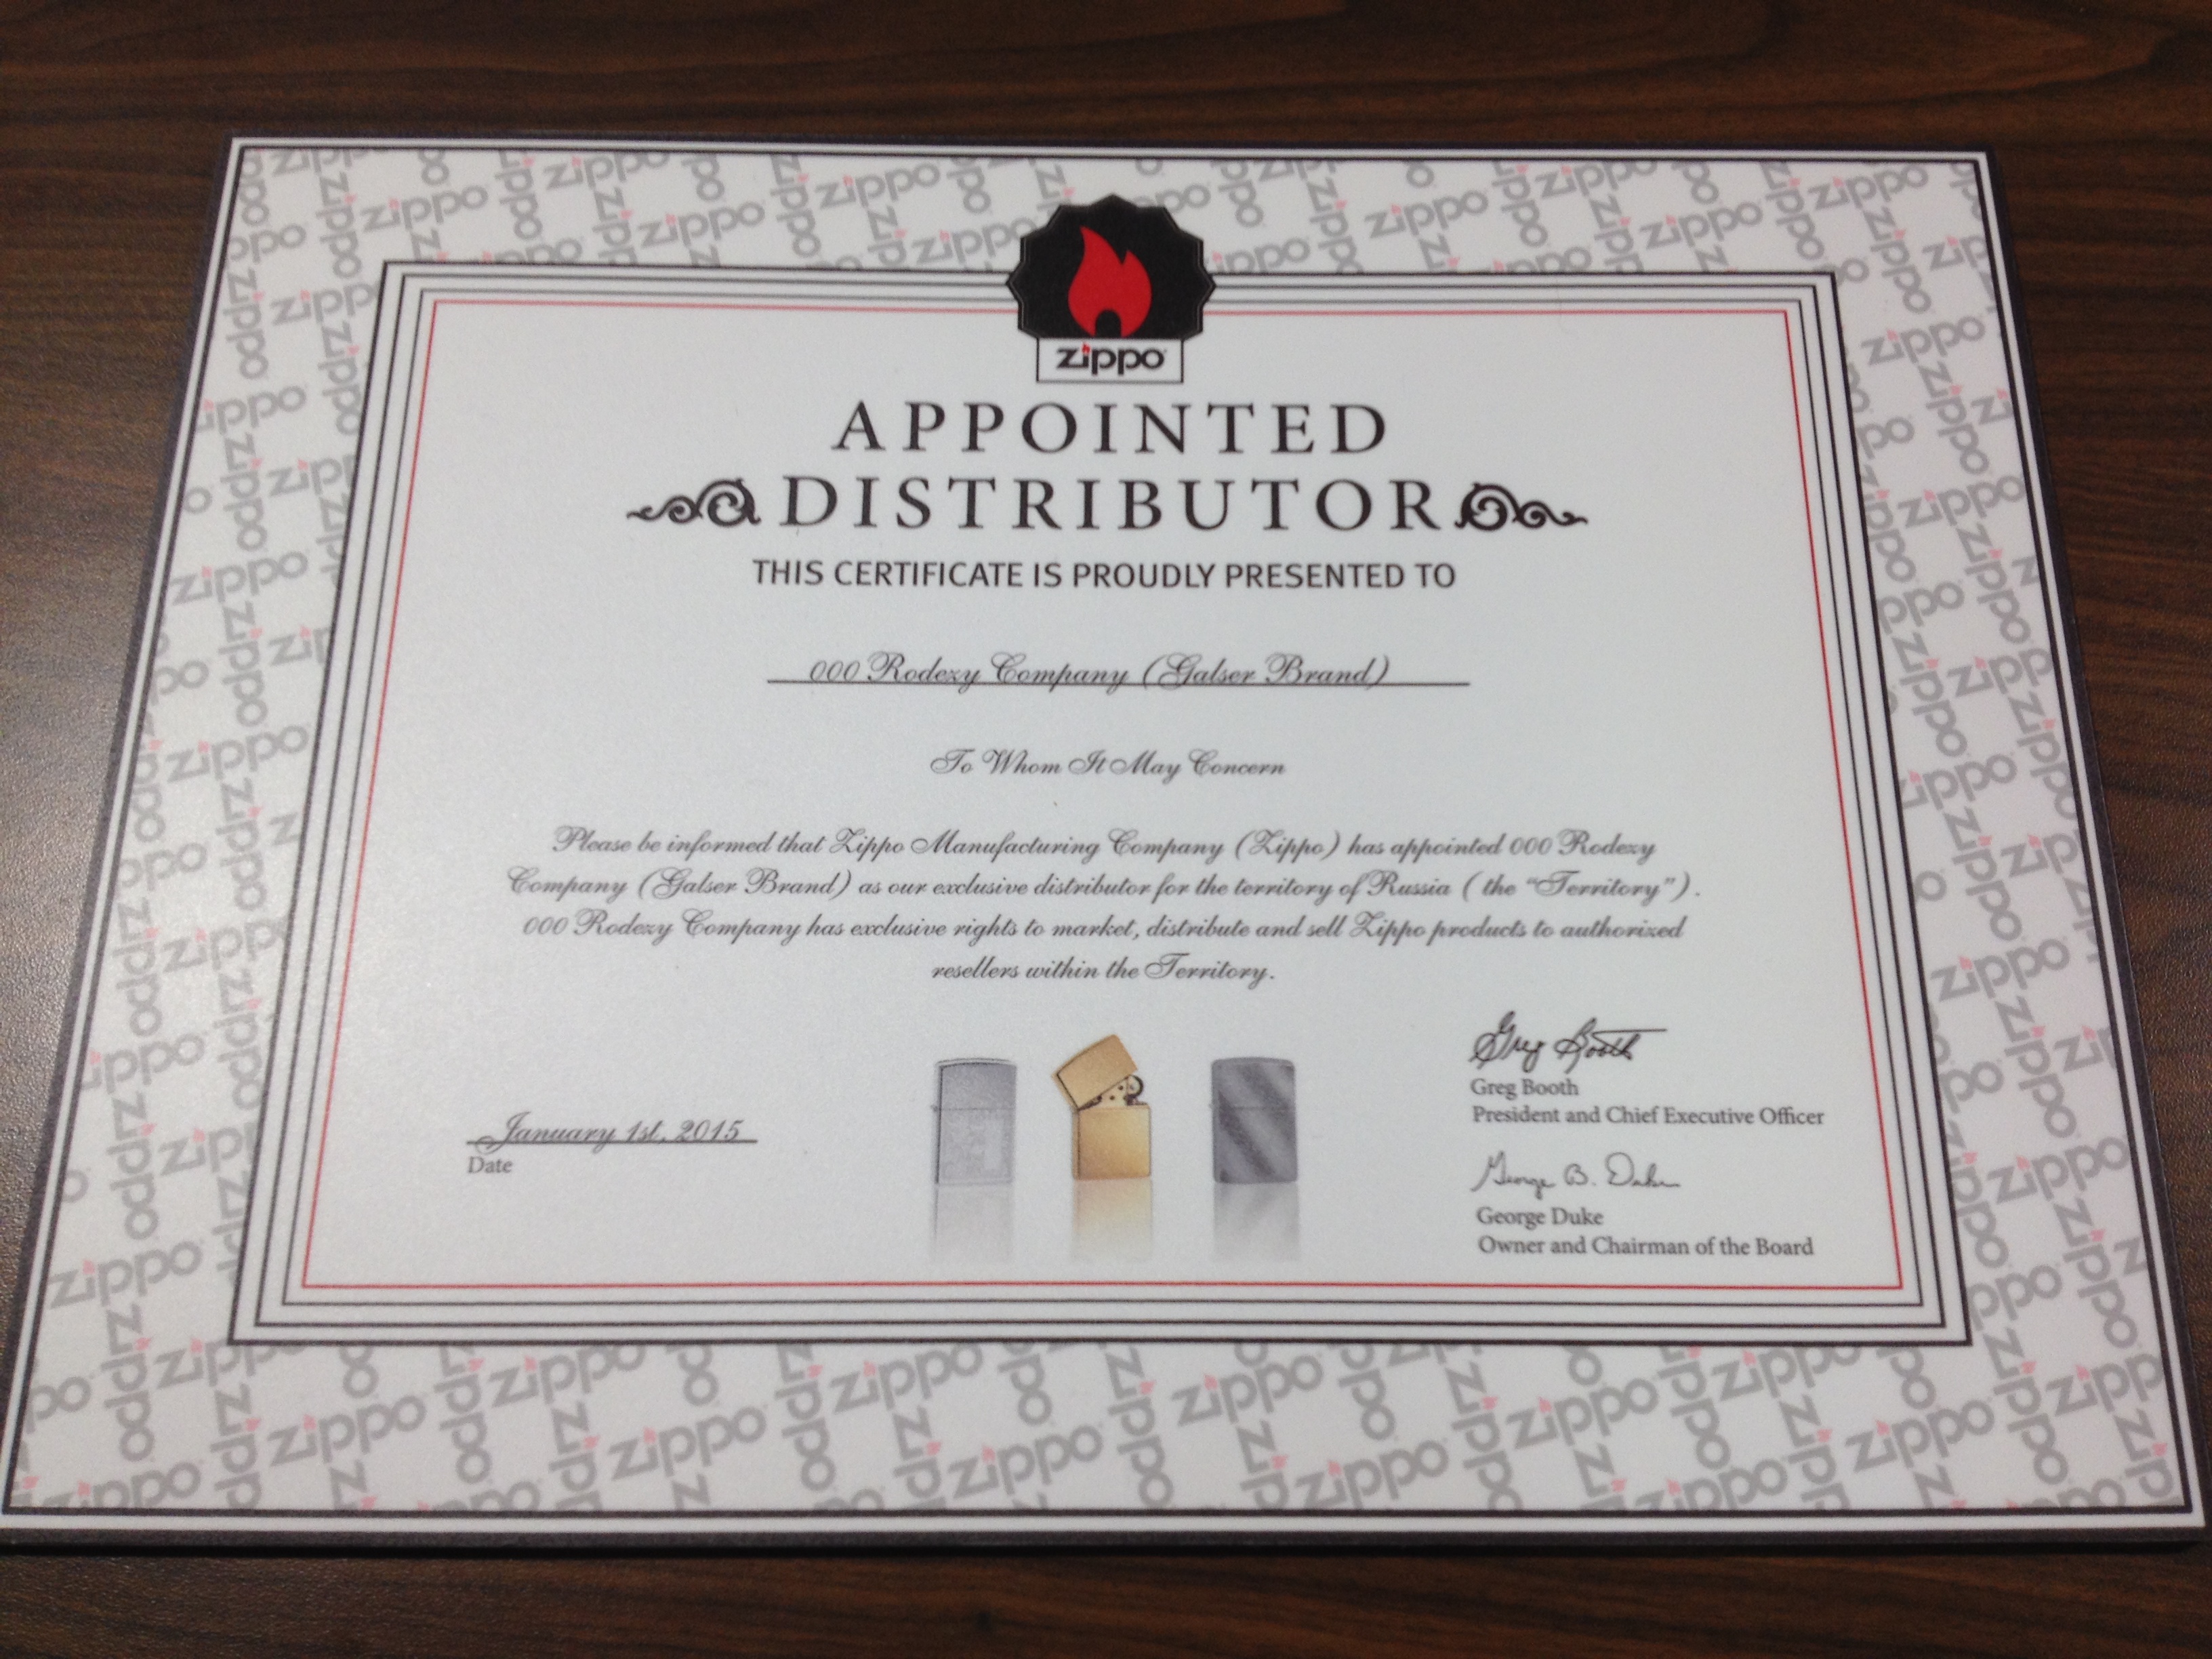 zippo
APPOINTED
DISTRIBUTOR
THIS CERTIFICATE IS PROUDLY PRESENTED TO
000 Rodezy Company (Galser Brand)
To Whom It May Concern
Please be informed that Zippo Manufacturing Company (Zippo) has appointed 000 Rodezy
Company (Galser Brand) as our exclusive distributor for the territory of Russia ( the “Territory”).
000 Rodezy Company has exclusive rights to market, distribute and sell Zippo products to authorized
resellers within the Territory.
Greg Booth
Greg Booth
President and Chief Executive Officer
January 1st, 2015
Date
George B. Duke
George Duke
Owner and Chairman of the Board